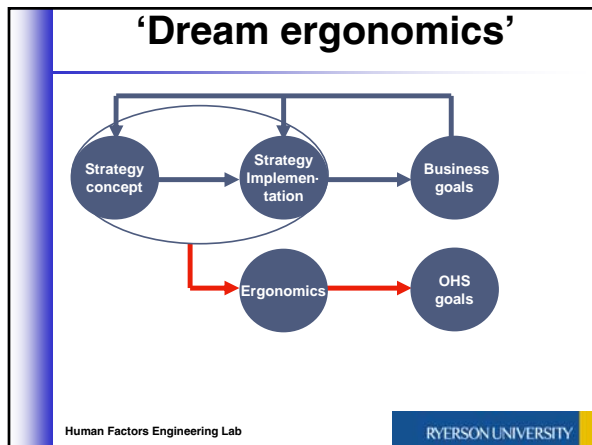 ‘Dream ergonomics’
Strategy
concept
Strategy
Implemen-
tation
Business
goals
Ergonomics
OHS
goals
Human Factors Engineering Lab
RYERSON UNIVERSITY